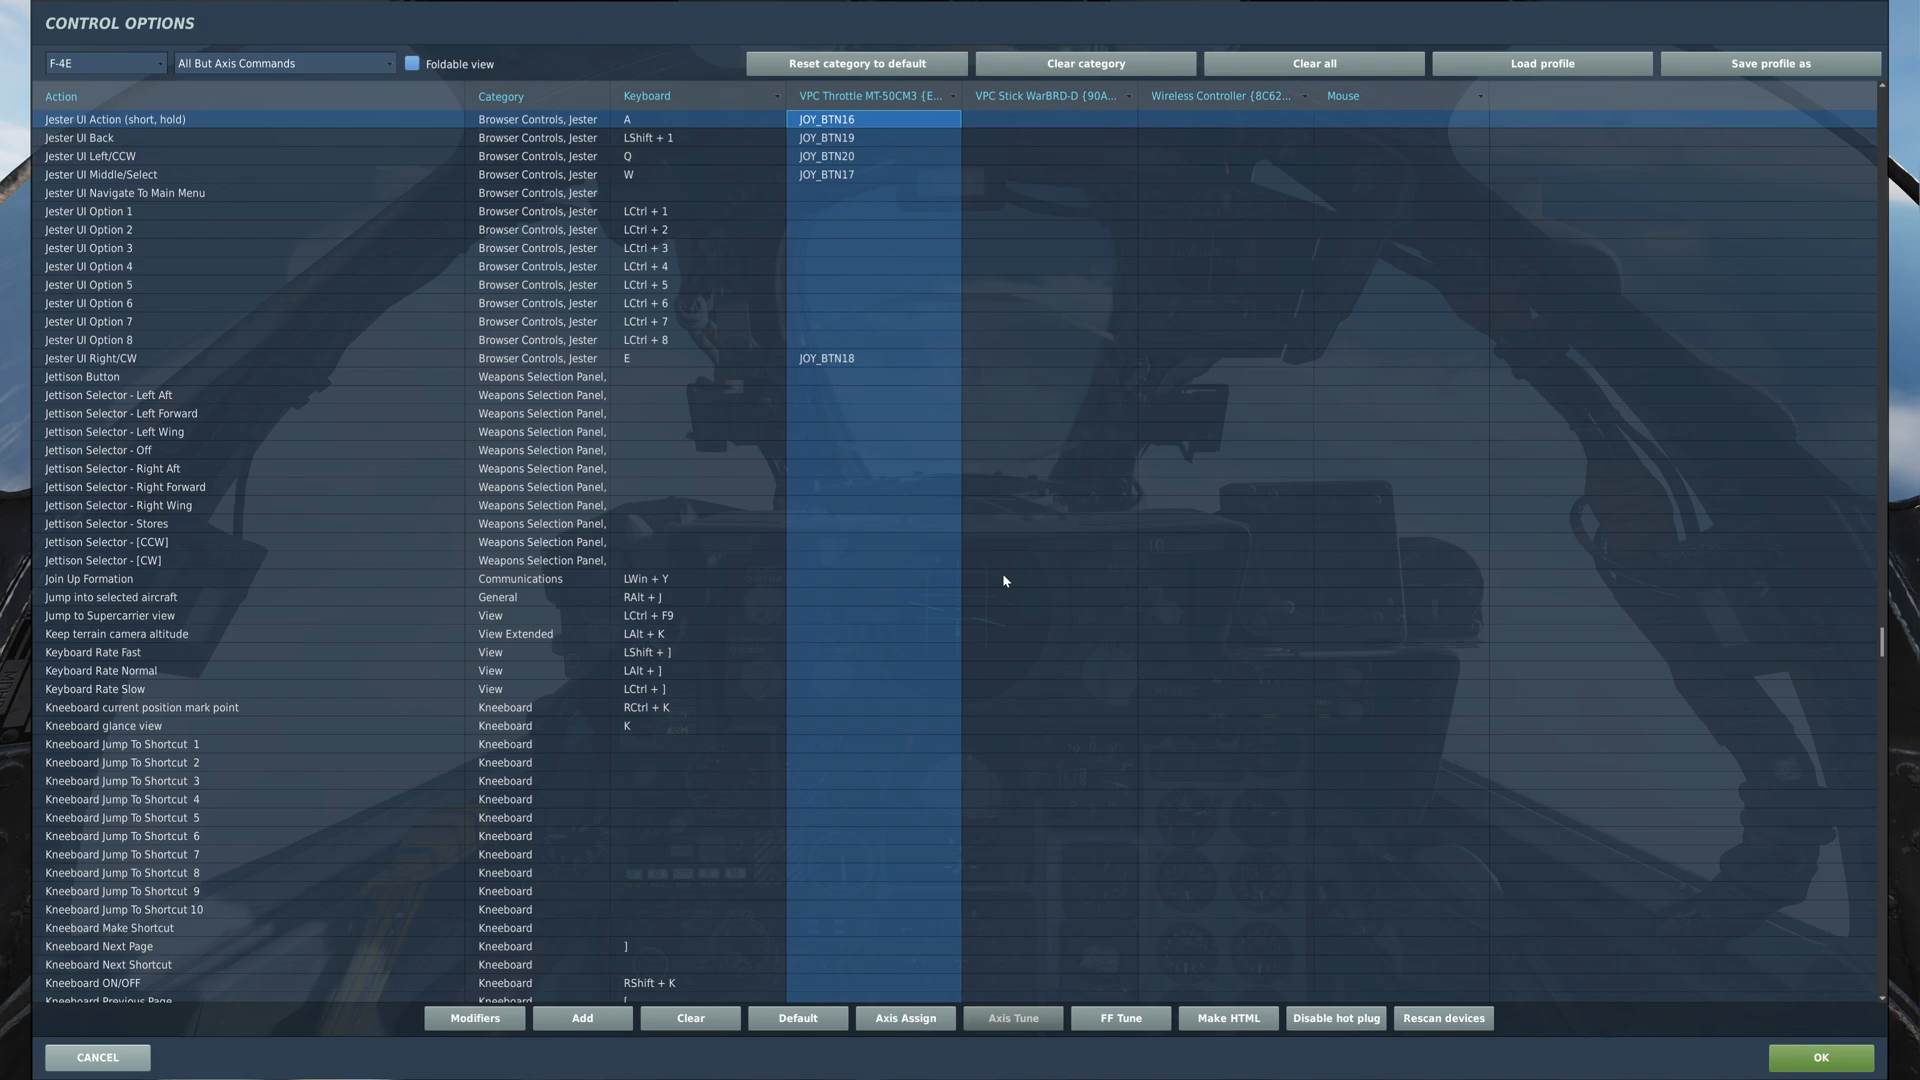 CONTROL OPTIONS
F-4E All But Axis Commands Foldable view Reset category to default Clear category Clear all Load profile Save profile as
Action Category Keyboard VPC Throttle MT-50CM3 {E... VPC Stick WarBRD-D {90A... Wireless Controller {8C62... Mouse
Jester UI Action (short, hold) Browser Controls, Jester A JOY_BTN16
Jester UI Back Browser Controls, Jester LShift + 1 JOY_BTN19
Jester UI Left/CCW Browser Controls, Jester Q JOY_BTN20
Jester UI Middle/Select Browser Controls, Jester W JOY_BTN17
Jester UI Navigate To Main Menu Browser Controls, Jester
Jester UI Option 1 Browser Controls, Jester LCtrl + 1
Jester UI Option 2 Browser Controls, Jester LCtrl + 2
Jester UI Option 3 Browser Controls, Jester LCtrl + 3
Jester UI Option 4 Browser Controls, Jester LCtrl + 4
Jester UI Option 5 Browser Controls, Jester LCtrl + 5
Jester UI Option 6 Browser Controls, Jester LCtrl + 6
Jester UI Option 7 Browser Controls, Jester LCtrl + 7
Jester UI Option 8 Browser Controls, Jester LCtrl + 8
Jester UI Right/CW Browser Controls, Jester E JOY_BTN18
Jettison Button Weapons Selection Panel,
Jettison Selector - Left Aft Weapons Selection Panel,
Jettison Selector - Left Forward Weapons Selection Panel,
Jettison Selector - Left Wing Weapons Selection Panel,
Jettison Selector - Off Weapons Selection Panel,
Jettison Selector - Right Aft Weapons Selection Panel,
Jettison Selector - Right Forward Weapons Selection Panel,
Jettison Selector - Right Wing Weapons Selection Panel,
Jettison Selector - Stores Weapons Selection Panel,
Jettison Selector - [CCW] Weapons Selection Panel,
Jettison Selector - [CW] Weapons Selection Panel,
Join Up Formation Communications LWin + Y
Jump into selected aircraft General RAlt + J
Jump to Supercarrier view View LCtrl + F9
Keep terrain camera altitude View Extended LAlt + K
Keyboard Rate Fast View LShift + ]
Keyboard Rate Normal View LAlt + ]
Keyboard Rate Slow View LCtrl + ]
Kneeboard current position mark point Kneeboard RCtrl + K
Kneeboard glance view Kneeboard K
Kneeboard Jump To Shortcut 1 Kneeboard
Kneeboard Jump To Shortcut 2 Kneeboard
Kneeboard Jump To Shortcut 3 Kneeboard
Kneeboard Jump To Shortcut 4 Kneeboard
Kneeboard Jump To Shortcut 5 Kneeboard
Kneeboard Jump To Shortcut 6 Kneeboard
Kneeboard Jump To Shortcut 7 Kneeboard
Kneeboard Jump To Shortcut 8 Kneeboard
Kneeboard Jump To Shortcut 9 Kneeboard
Kneeboard Jump To Shortcut 10 Kneeboard
Kneeboard Make Shortcut Kneeboard
Kneeboard Next Page Kneeboard ]
Kneeboard Next Shortcut Kneeboard
Kneeboard ON/OFF Kneeboard RShift + K
Kneeboard Previous Page Kneeboard [
Modifiers Add Clear Default Axis Assign Axis Tune FF Tune Make HTML Disable hot plug Rescan devices
CANCEL OK